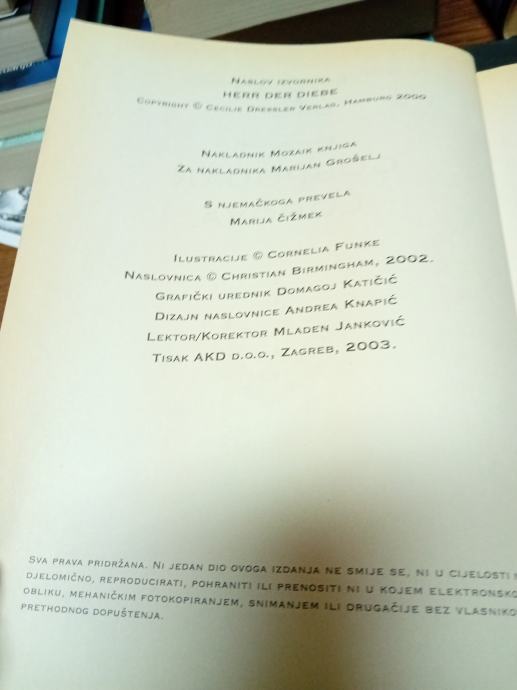 NASLOV IZVORNIKA
HERR DER DIEBE
COPYRIGHT © CECILIE DRESSLER VERLAG, HAMBURG 2000
NAKLADNIK MOZAIK KNJIGA
ZA NAKLADNIKA MARIJAN GROŠELJ
S NJEMAČKOGA PREVELA
MARIJA ČIŽMEK
ILUSTRACIJE © CORNELIA FUNKE
NASLOVNICA © CHRISTIAN BIRMINGHAM, 2002.
GRAFIČKI UREDNIK DOMAGOJ KATIČIĆ
DIZAJN NASLOVNICE ANDREA KNAPIĆ
LEKTOR/KOREKTOR MLADEN JANKOVIĆ
TISAK AKD D.O.O., ZAGREB, 2003.
SVA PRAVA PRIDRŽANA. NI JEDAN DIO OVOGA IZDANJA NE SMIJE SE, NI U CIJELOSTI
DJELOMIČNO, REPRODUCIRATI, POHRANITI ILI PRENOSITI NI U KOJEM ELEKTRONSKO
OBLIKU, MEHANIČKIM FOTOKOPIRANJEM, SNIMANJEM ILI DRUGAČIJE BEZ VLASNIKO
PRETHODNOG DOPUŠTENJA.